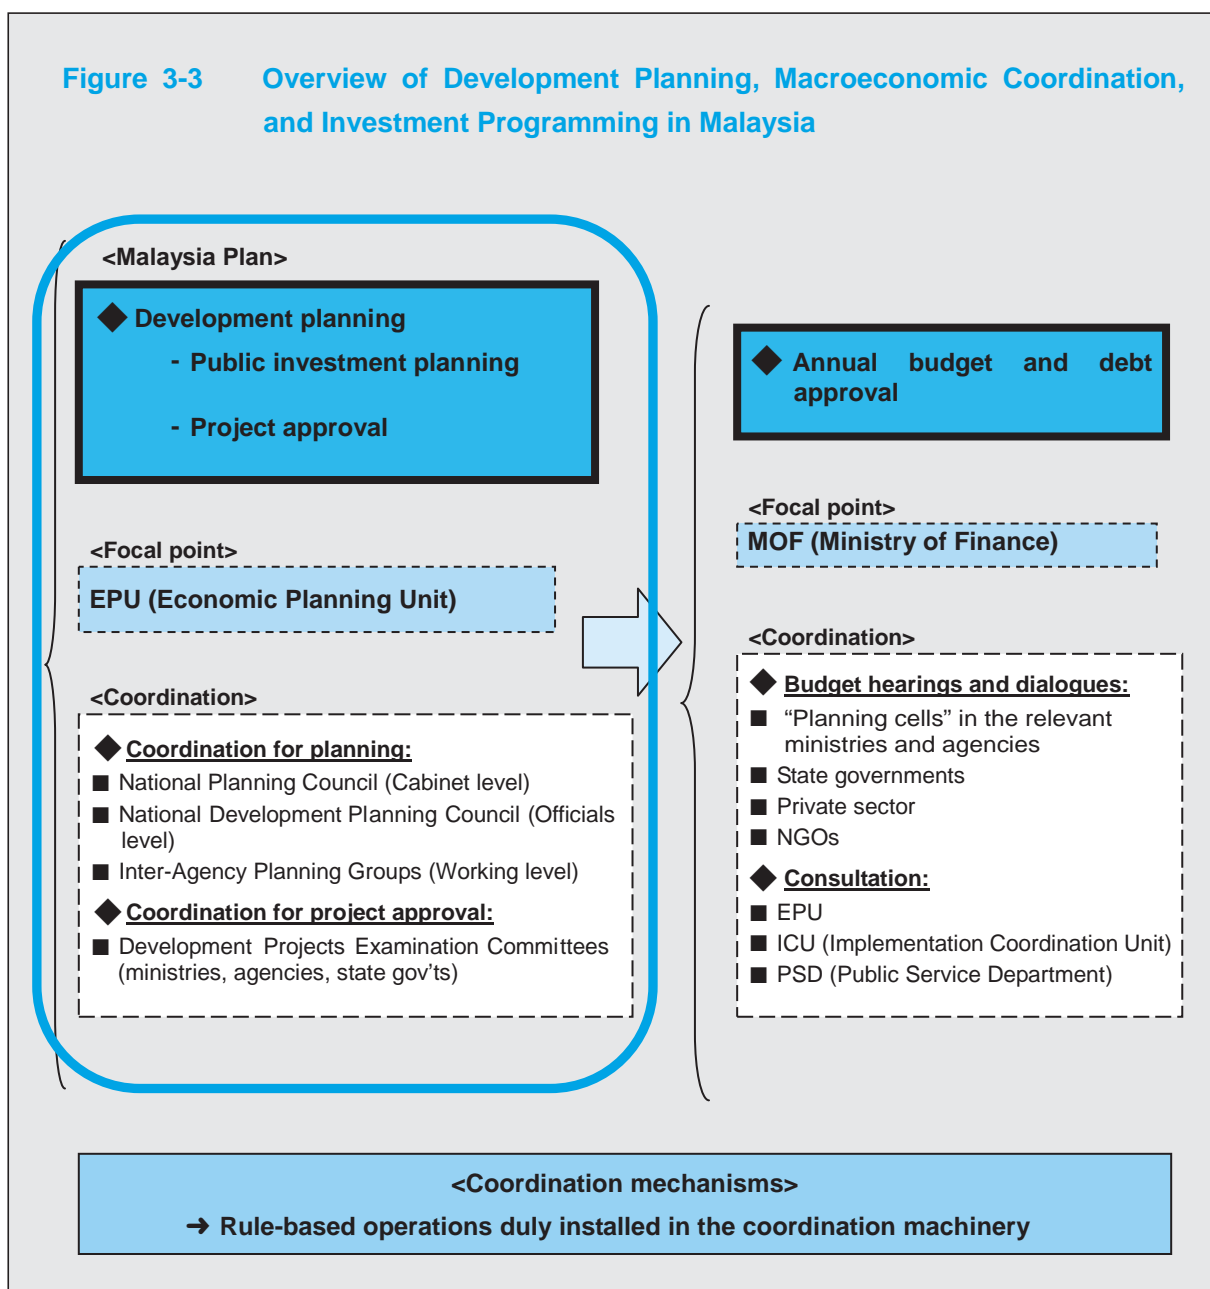 Figure 3-3 Overview of Development Planning, Macroeconomic Coordination,
and Investment Programming in Malaysia
<Malaysia Plan>
◆ Development planning
- Public investment planning
- Project approval
<Focal point>
EPU (Economic Planning Unit)
<Coordination>
◆ Coordination for planning:
■ National Planning Council (Cabinet level)
■ National Development Planning Council (Officials
level)
■ Inter-Agency Planning Groups (Working level)
◆ Coordination for project approval:
■ Development Projects Examination Committees
(ministries, agencies, state gov'ts)
◆ Annual budget and debt
approval
<Focal point>
MOF (Ministry of Finance)
<Coordination>
◆ Budget hearings and dialogues:
■ “Planning cells” in the relevant
ministries and agencies
■ State governments
■ Private sector
■ NGOs
◆ Consultation:
■ EPU
■ ICU (Implementation Coordination Unit)
■ PSD (Public Service Department)
<Coordination mechanisms>
➜ Rule-based operations duly installed in the coordination machinery